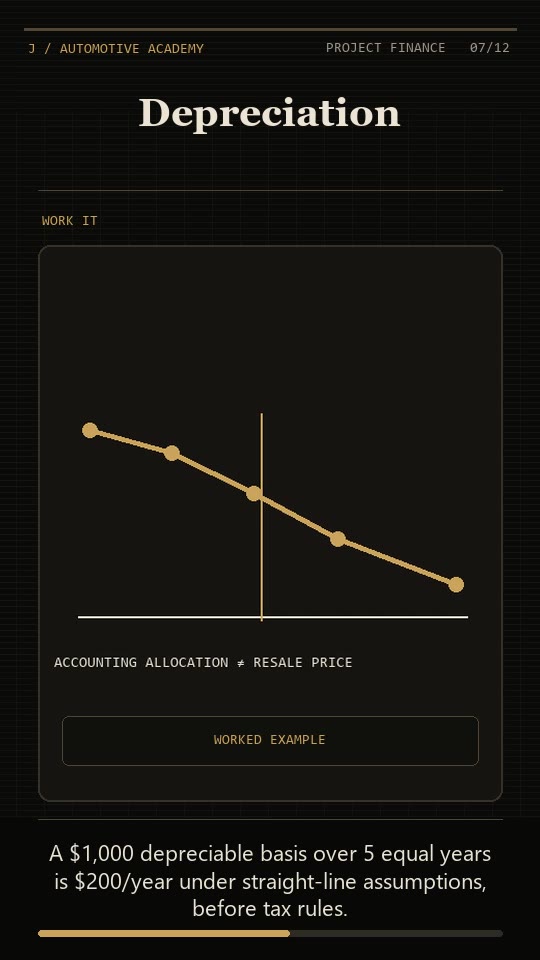 J / AUTOMOTIVE ACADEMY
PROJECT FINANCE 07/12
Depreciation
WORK IT
ACCOUNTING ALLOCATION ≠ RESALE PRICE
WORKED EXAMPLE
A $1,000 depreciable basis over 5 equal years
is $200/year under straight-line assumptions,
before tax rules.